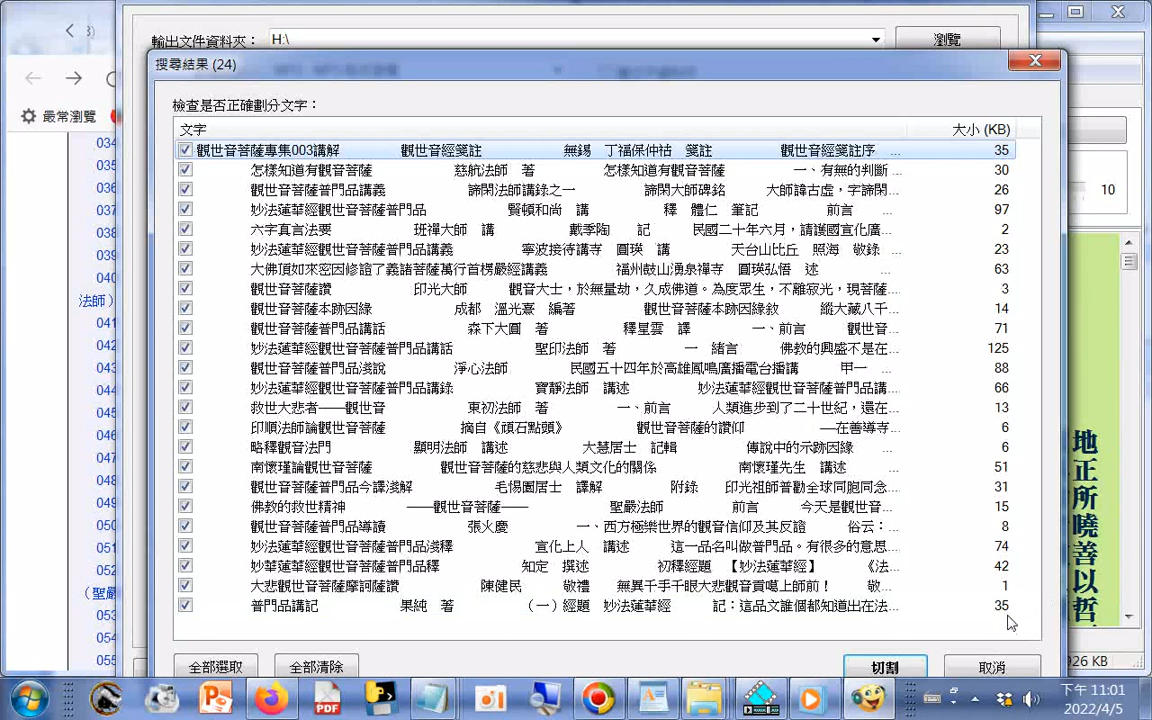 輸出文件資料夾： H:\ 瀏覽
搜尋結果 (24)
最常瀏覽
檢查是否正確劃分文字：
文字 大小 (KB)
觀世音菩薩專集003講解 觀世音經箋註 無錫 丁福保仲祜 箋註 觀世音經箋註序 ... 35
怎樣知道有觀音菩薩 慈航法師 著 怎樣知道有觀音菩薩 一、有無的判斷 ... 30
觀世音菩薩普門品講義 諦閑法師講錄之一 諦閑大師碑銘 大師諱古虛，字諦閑... 26
妙法蓮華經觀世音菩薩普門品 賢頓和尚 講 釋 體仁 筆記 前言 ... 97
六字真言法要 班禪大師 講 戴季陶 記 民國二十年六月，請護國宣化廣... 2
妙法蓮華經觀世音菩薩普門品講義 寧波接待講寺 圓瑛 講 天台山比丘 照海 敬錄 ... 23
大佛頂如來密因修證了義諸菩薩萬行首楞嚴經講義 福州鼓山湧泉禪寺 圓瑛弘悟 述 ... 63
觀世音菩薩讚 印光大師 觀音大士，於無量劫，久成佛道。為度眾生，不離寂光，現菩薩... 3
觀世音菩薩本跡因緣 成都 溫光熹 編著 觀世音菩薩本跡因緣敘 縱大藏八千... 14
觀世音菩薩普門品講話 森下大圓 著 釋星雲 譯 一、前言 觀世音... 71
妙法蓮華經觀世音菩薩普門品講話 聖印法師 著 一 緒言 佛教的興盛不是在... 125
觀世音菩薩普門品淺說 淨心法師 民國五十四年於高雄鳳鳴廣播電台播講 甲一 ... 88
妙法蓮華經觀世音菩薩普門品講錄 寶靜法師 講述 妙法蓮華經觀世音菩薩普門品講... 66
救世大悲者──觀世音 東初法師 著 一、前言 人類進步到了二十世紀，還在... 13
印順法師論觀世音菩薩 摘自《頑石點頭》 觀世音菩薩的讚仰 —在善導寺... 6
略釋觀音法門 顯明法師 講述 大慧居士 記輯 傳說中的示跡因緣 ... 6
南懷瑾論觀世音菩薩 觀世音菩薩的慈悲與人類文化的關係 南懷瑾先生 講述 ... 51
觀世音菩薩普門品今譯淺解 毛惕園居士 譯解 附錄 印光祖師普勸全球同胞同念... 31
佛教的救世精神 ──觀世音菩薩── 聖嚴法師 前言 今天是觀世音... 15
觀世音菩薩普門品導讀 張火慶 一、西方極樂世界的觀音信仰及其反諳 俗云：... 8
妙法蓮華經觀世音菩薩普門品淺釋 宣化上人 講述 這一品名叫做普門品。有很多的意思... 74
妙華蓮華經觀世音菩薩普門品釋 知定 撰述 初釋經題 【妙法蓮華經】 《法... 42
大悲觀世音菩薩摩訶薩讚 陳健民 敬禮 無異千手千眼大悲觀音貢噶上師前！ 敬... 1
普門品講記 果純 著 （一）經題 妙法蓮華經 記：這品文誰個都知道出在法... 35
全部選取 全部清除 切割 取消
034
035
036
037
038
039
040
法師）
041
042
043
044
045
046
047
048
049
050
051
052
（聖嚴
053
054
055
10
地正所曉善以哲
926 KB
下午 11:01
2022/4/5